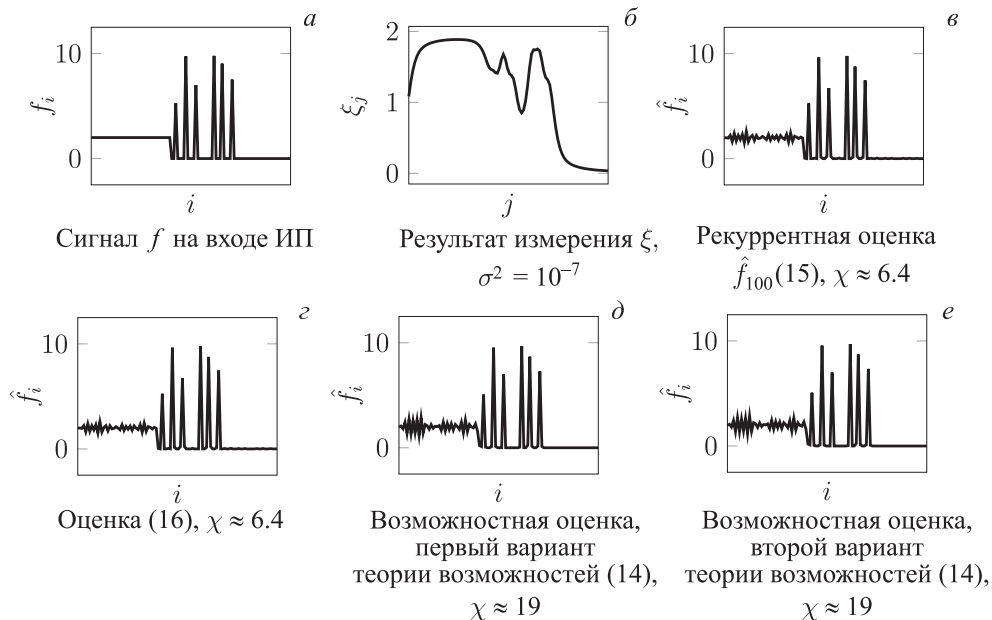 а
10
0
f_i
i
Сигнал f на входе ИП
б
2
1
0
ξ_j
j
Результат измерения ξ,
σ² = 10⁻⁷
в
10
0
f̂_i
i
Рекуррентная оценка
f̂₁₀₀(15), χ ≈ 6.4
г
10
0
f̂_i
i
Оценка (16), χ ≈ 6.4
д
10
0
f̂_i
i
Возможностная оценка,
первый вариант
теории возможностей (14),
χ ≈ 19
е
10
0
f̂_i
i
Возможностная оценка,
второй вариант
теории возможностей (14),
χ ≈ 19